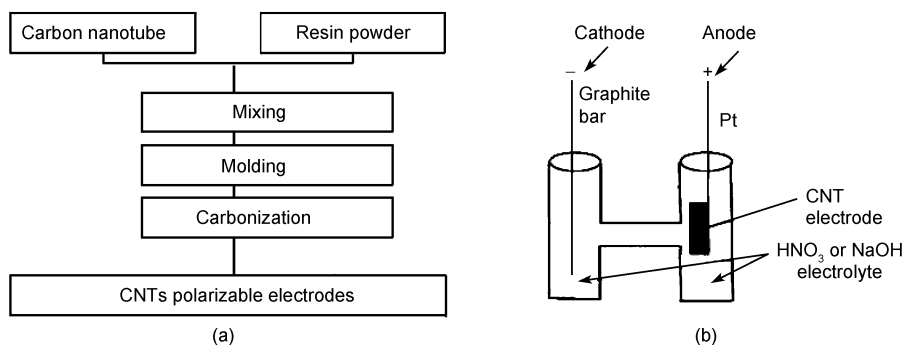 Carbon nanotube
Resin powder
Mixing
Molding
Carbonization
CNTs polarizable electrodes
(a)
Cathode
Anode
−
+
Graphite
bar
Pt
CNT
electrode
HNO₃ or NaOH
electrolyte
(b)